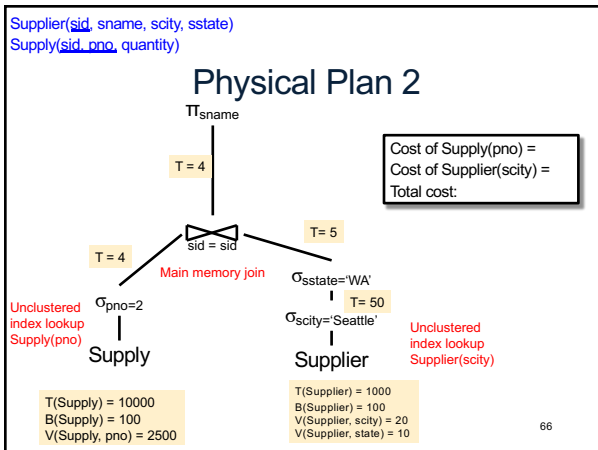 Supplier(sid, sname, scity, sstate)
Supply(sid, pno, quantity)
Physical Plan 2
πsname
Cost of Supply(pno) =
Cost of Supplier(scity) =
Total cost:
T = 4
sid = sid
T= 5
T = 4
Main memory join
σsstate=‘WA’
T= 50
σpno=2
Unclustered
index lookup
Supply(pno)
σscity=‘Seattle’
Unclustered
index lookup
Supplier(scity)
Supply
Supplier
T(Supply) = 10000
B(Supply) = 100
V(Supply, pno) = 2500
T(Supplier) = 1000
B(Supplier) = 100
V(Supplier, scity) = 20
V(Supplier, state) = 10
66